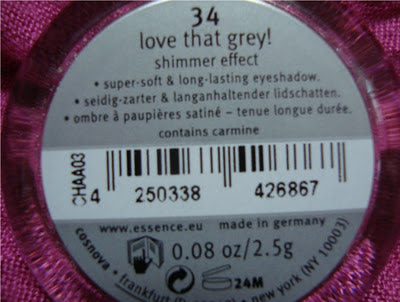 34
love that grey!
shimmer effect
• super-soft & long-lasting eyeshadow.
• seidig-zarter & langanhaltender lidschatten.
• ombre à paupières satiné – tenue longue durée.
contains carmine
CHAA03
4 250338 426867
www.essence.eu made in germany
0.08 oz/2.5g
24M
cosnova • frankfurt • new york (NY 10003)